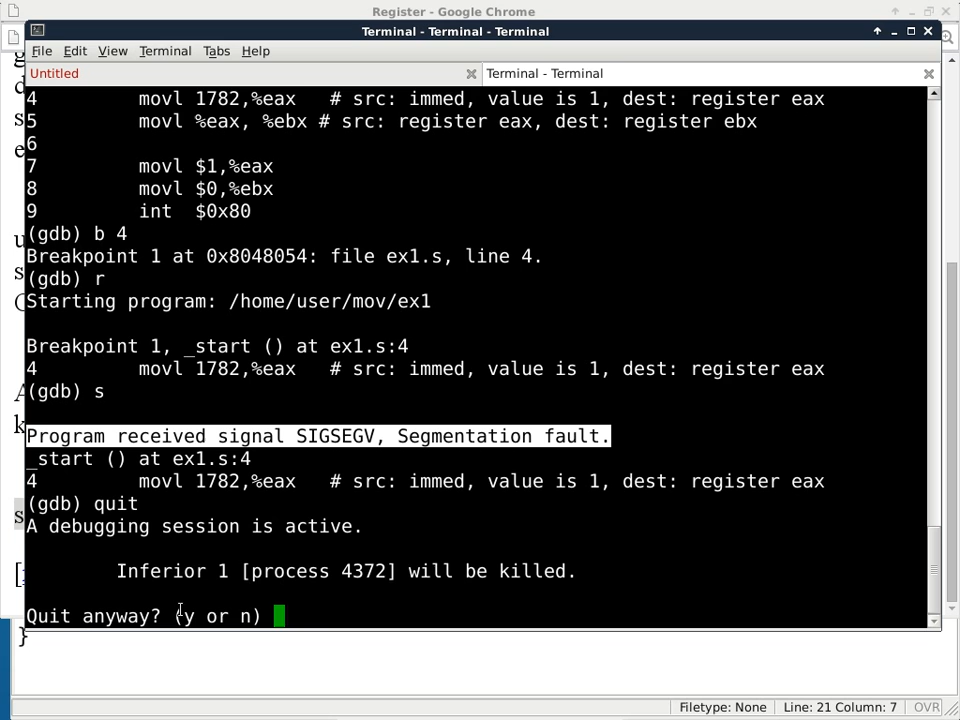 Register - Google Chrome
Terminal - Terminal - Terminal
File Edit View Terminal Tabs Help
Untitled
Terminal - Terminal
4 movl 1782,%eax # src: immed, value is 1, dest: register eax
5 movl %eax, %ebx # src: register eax, dest: register ebx
6
7 movl $1,%eax
8 movl $0,%ebx
9 int $0x80
(gdb) b 4
Breakpoint 1 at 0x8048054: file ex1.s, line 4.
(gdb) r
Starting program: /home/user/mov/ex1
Breakpoint 1, _start () at ex1.s:4
4 movl 1782,%eax # src: immed, value is 1, dest: register eax
(gdb) s
Program received signal SIGSEGV, Segmentation fault.
_start () at ex1.s:4
4 movl 1782,%eax # src: immed, value is 1, dest: register eax
(gdb) quit
A debugging session is active.
Inferior 1 [process 4372] will be killed.
Quit anyway? (y or n)
}
Filetype: None Line: 21 Column: 7 OVR